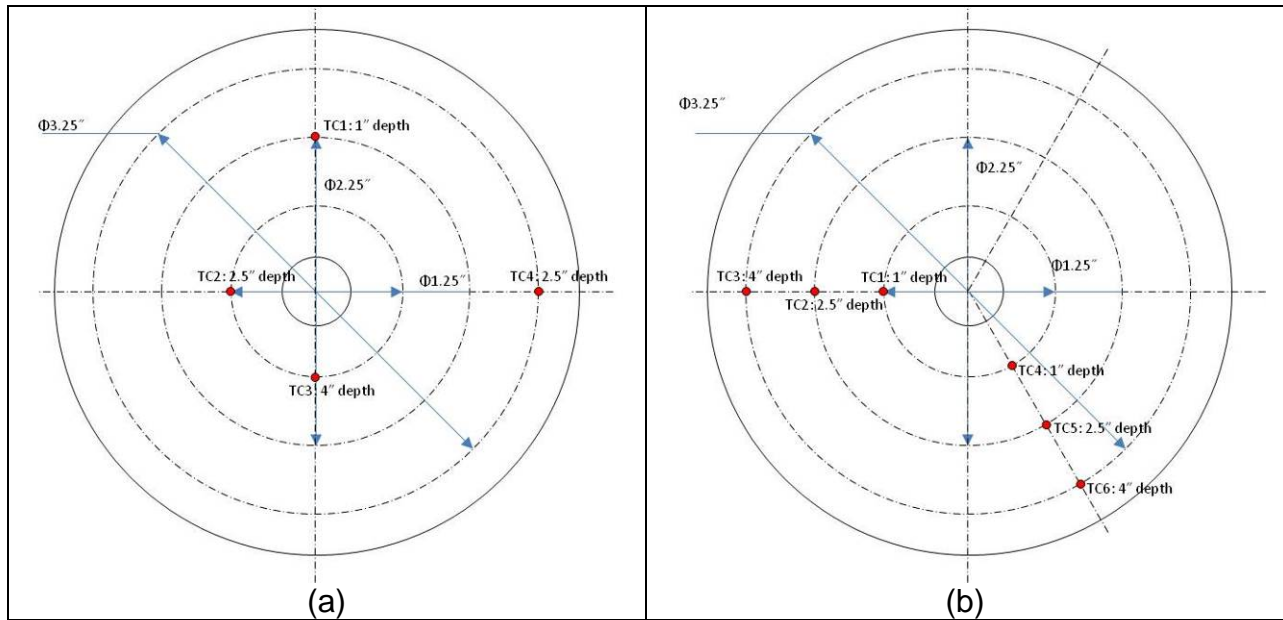 Φ3.25″
TC1: 1″ depth
Φ2.25″
TC2: 2.5″ depth
TC4: 2.5″ depth
Φ1.25″
TC3: 4″ depth
(a)
Φ3.25″
Φ2.25″
Φ1.25″
TC3: 4″ depth
TC1: 1″ depth
TC2: 2.5″ depth
TC4: 1″ depth
TC5: 2.5″ depth
TC6: 4″ depth
(b)